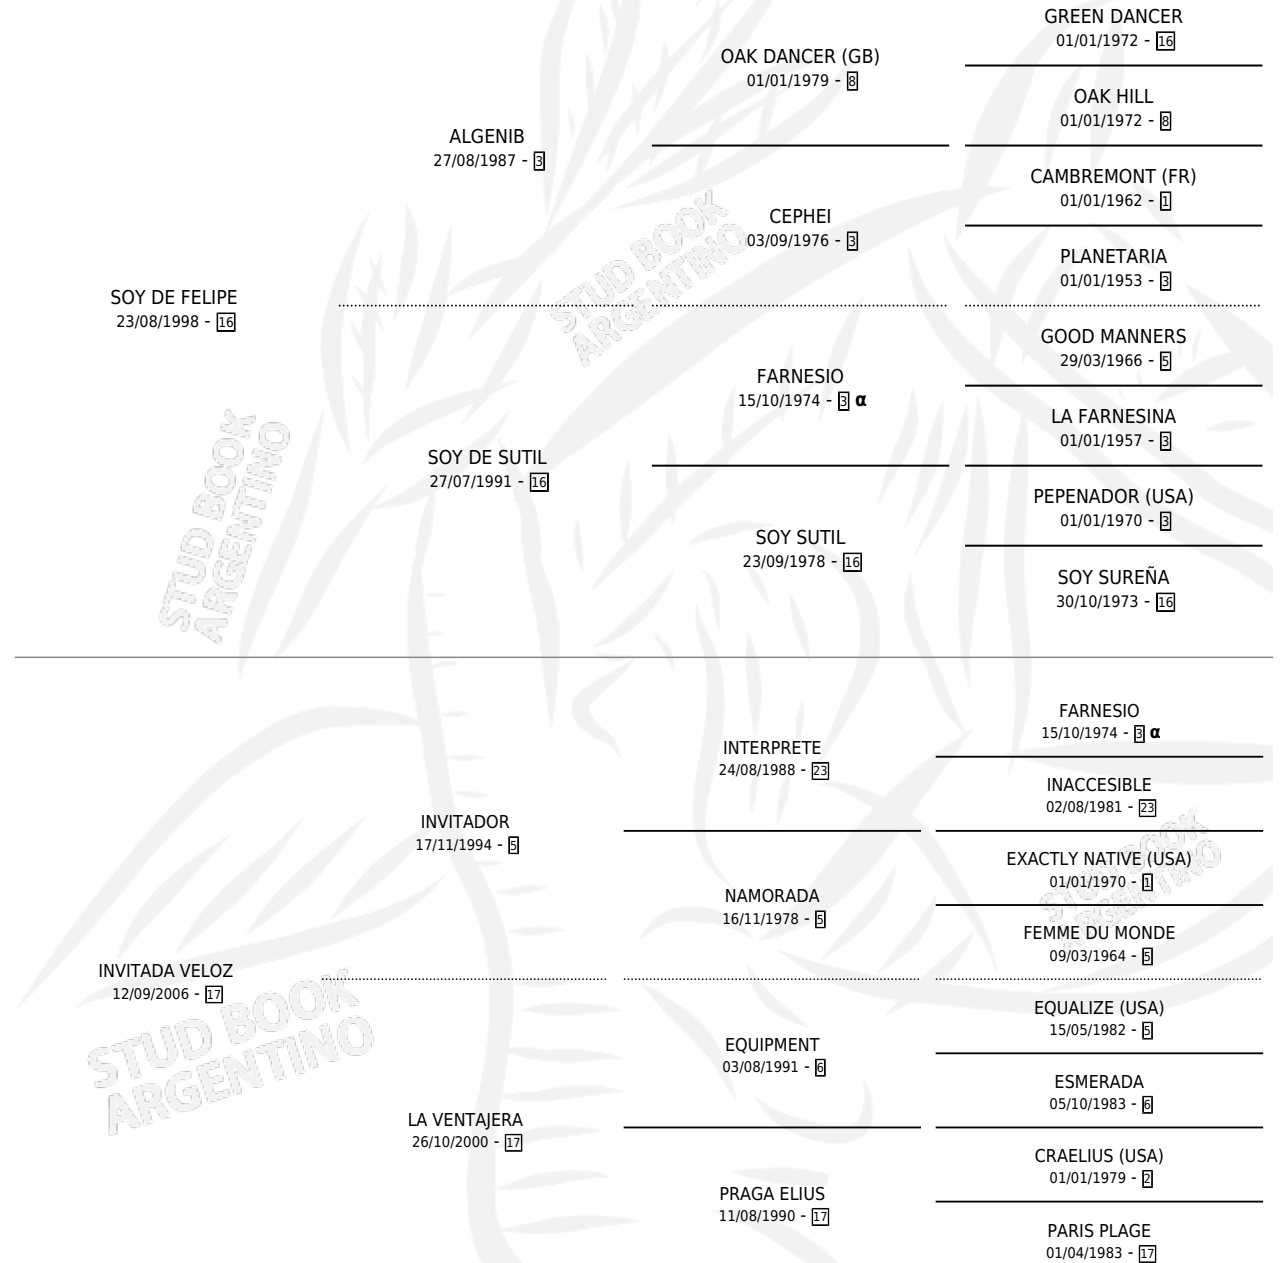 GREEN DANCER
01/01/1972 - 16
OAK DANCER (GB)
01/01/1979 - 8
OAK HILL
01/01/1972 - 8
ALGENIB
27/08/1987 - 3
CAMBREMONT (FR)
01/01/1962 - 1
CEPHEI
03/09/1976 - 3
PLANETARIA
01/01/1953 - 3
SOY DE FELIPE
23/08/1998 - 16
GOOD MANNERS
29/03/1966 - 5
FARNESIO
15/10/1974 - 3 α
LA FARNESINA
01/01/1957 - 3
SOY DE SUTIL
27/07/1991 - 16
PEPENADOR (USA)
01/01/1970 - 3
SOY SUTIL
23/09/1978 - 16
SOY SUREÑA
30/10/1973 - 16
FARNESIO
15/10/1974 - 3 α
INTERPRETE
24/08/1988 - 23
INACCESIBLE
02/08/1981 - 23
INVITADOR
17/11/1994 - 5
EXACTLY NATIVE (USA)
01/01/1970 - 1
NAMORADA
16/11/1978 - 5
FEMME DU MONDE
09/03/1964 - 5
INVITADA VELOZ
12/09/2006 - 17
EQUALIZE (USA)
15/05/1982 - 5
EQUIPMENT
03/08/1991 - 6
ESMERADA
05/10/1983 - 6
LA VENTAJERA
26/10/2000 - 17
CRAELIUS (USA)
01/01/1979 - 2
PRAGA ELIUS
11/08/1990 - 17
PARIS PLAGE
01/04/1983 - 17
STUD BOOK
ARGENTINO
STUD BOOK
ARGENTINO
STUD BOOK
ARGENTINO
STUD BOOK
ARGENTINO